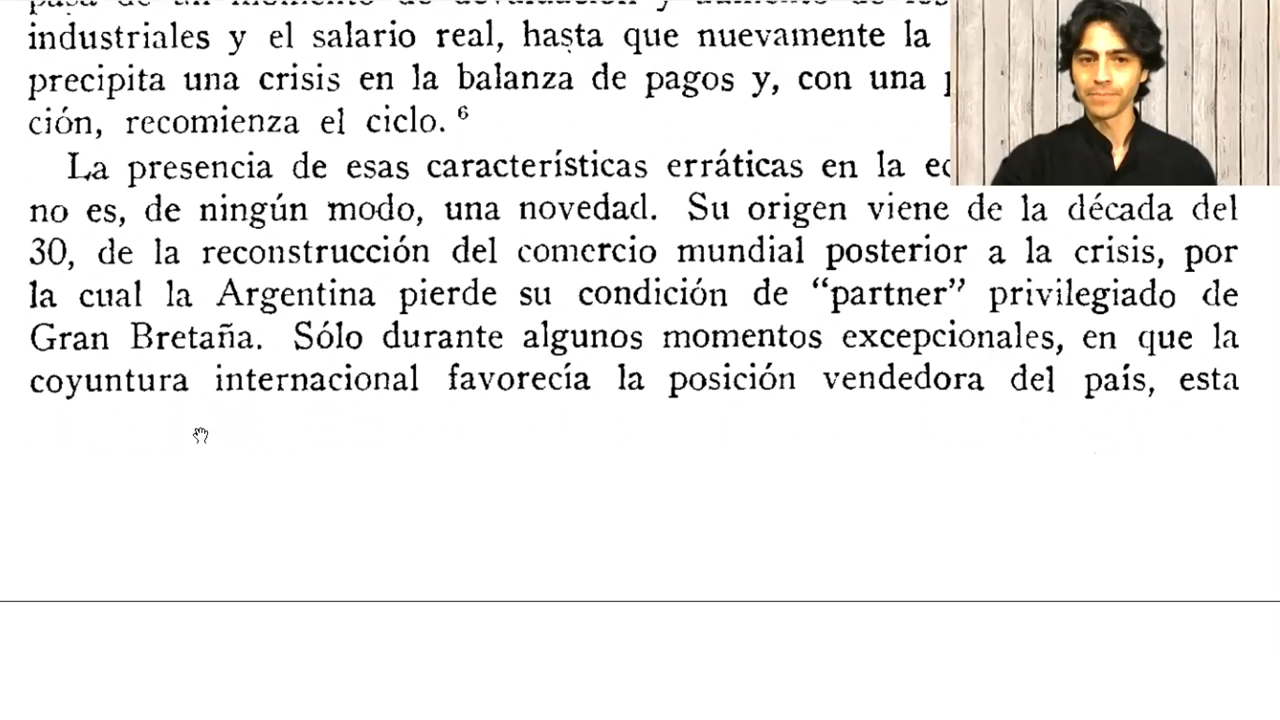 industriales y el salario real, hasta que nuevamente la
precipita una crisis en la balanza de pagos y, con una
ción, recomienza el ciclo. 6
La presencia de esas características erráticas en la
no es, de ningún modo, una novedad. Su origen viene de la década del
30, de la reconstrucción del comercio mundial posterior a la crisis, por
la cual la Argentina pierde su condición de “partner” privilegiado de
Gran Bretaña. Sólo durante algunos momentos excepcionales, en que la
coyuntura internacional favorecía la posición vendedora del país, esta